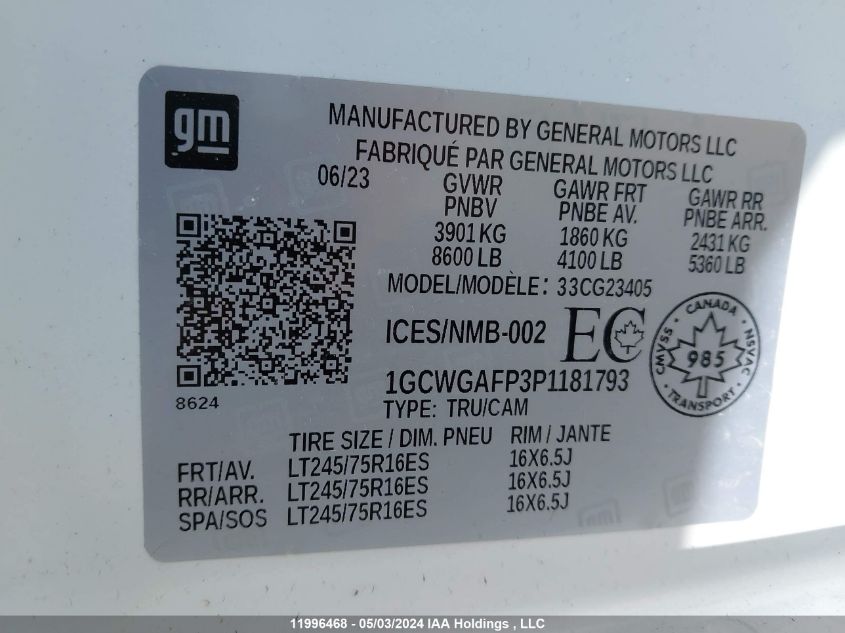 gm
MANUFACTURED BY GENERAL MOTORS LLC
FABRIQUÉ PAR GENERAL MOTORS LLC
06/23 GVWR GAWR FRT GAWR RR
PNBV PNBE AV. PNBE ARR.
3901 KG 1860 KG 2431 KG
8600 LB 4100 LB 5360 LB
MODEL/MODÈLE: 33CG23405
ICES/NMB-002 EC
CANADA
CMVSS 985 NSVAC
TRANSPORT
1GCWGAFP3P1181793
8624 TYPE: TRU/CAM
TIRE SIZE / DIM. PNEU RIM / JANTE
FRT/AV. LT245/75R16ES 16X6.5J
RR/ARR. LT245/75R16ES 16X6.5J
SPA/SOS LT245/75R16ES 16X6.5J
gm
11996468 - 05/03/2024 IAA Holdings , LLC